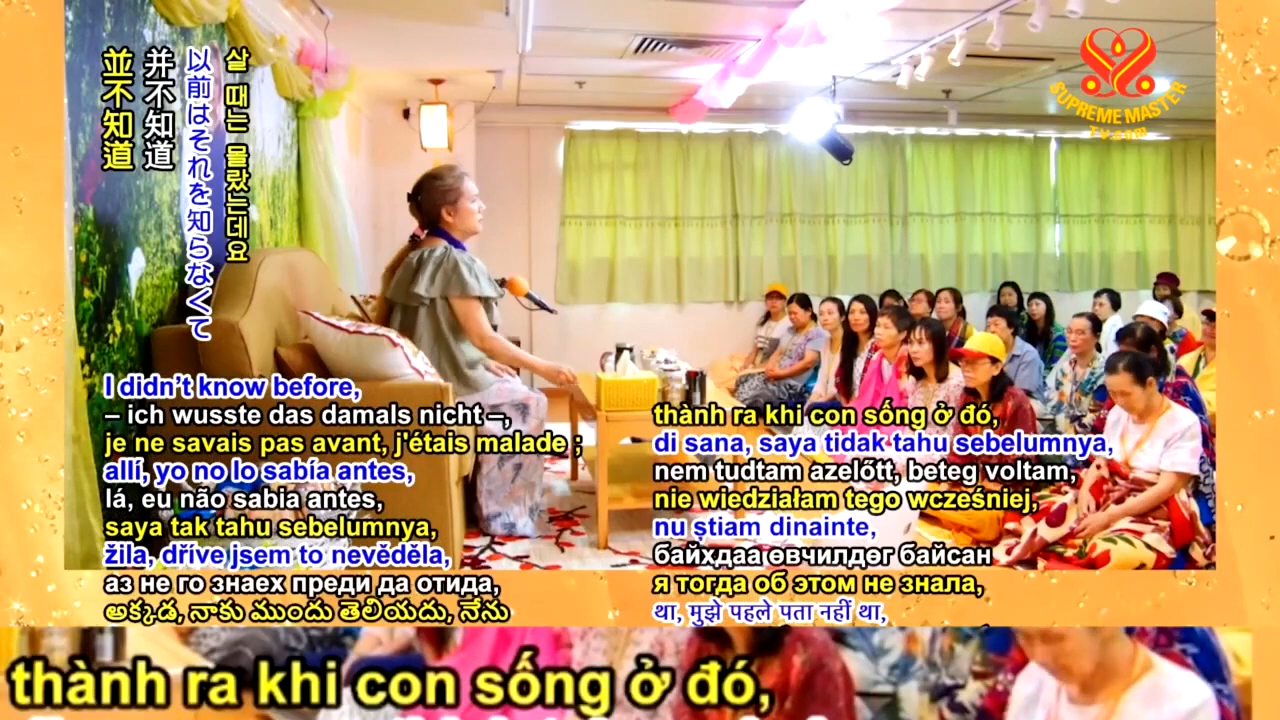 並不知道
并不知道
以前はそれを知らなくて
살 때는 몰랐는데요
SUPREME MASTER
TV.COM
I didn’t know before,
– ich wusste das damals nicht –,
je ne savais pas avant, j'étais malade ;
allí, yo no lo sabía antes,
lá, eu não sabia antes,
saya tak tahu sebelumnya,
žila, dříve jsem to nevěděla,
аз не го знаех преди да отида,
అక్కడ, నాకు ముందు తెలియదు, నేను
thành ra khi con sống ở đó,
di sana, saya tidak tahu sebelumnya,
nem tudtam azelőtt, beteg voltam,
nie wiedziałam tego wcześniej,
nu știam dinainte,
байхдаа өвчилдөг байсан
я тогда об этом не знала,
था, मुझे पहले पता नहीं था,
thành ra khi con sống ở đó,